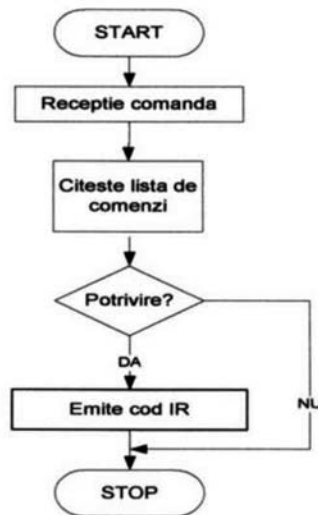 START
Receptie comanda
Citeste lista de
comenzi
Potrivire?
DA
Emite cod IR
NU
STOP